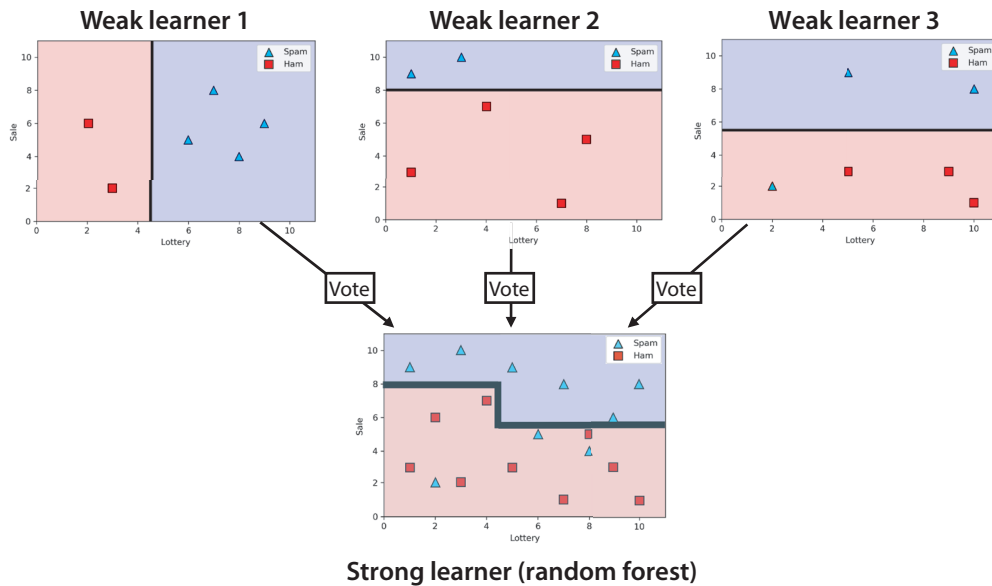 Weak learner 1
Weak learner 2
Weak learner 3
Spam
Ham
10
8
6
4
2
0
Sale
0 2 4 6 8 10
Lottery
Spam
Ham
10
8
6
4
2
0
Sale
0 2 4 6 8 10
Lottery
Spam
Ham
10
8
6
4
2
0
Sale
0 2 4 6 8 10
Lottery
Vote
Vote
Vote
Spam
Ham
10
8
6
4
2
0
Sale
0 2 4 6 8 10
Lottery
Strong learner (random forest)